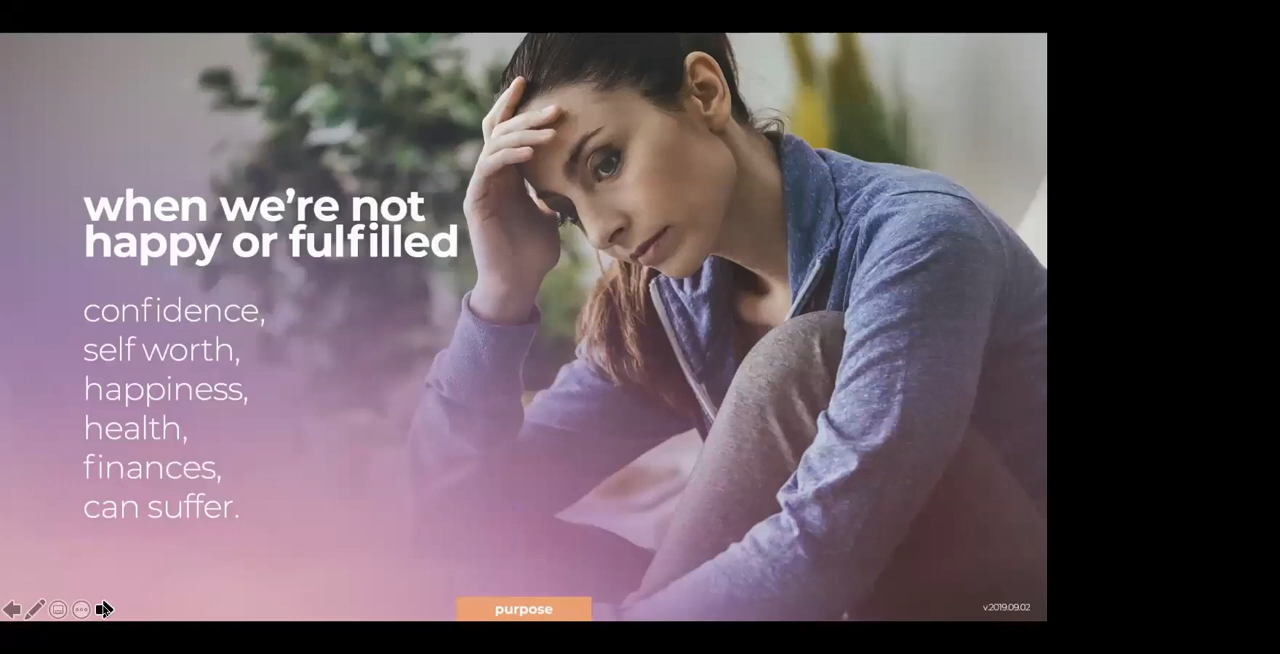 when we're not
happy or fulfilled
confidence,
self worth,
happiness,
health,
finances,
can suffer.
purpose
v.2019.09.02